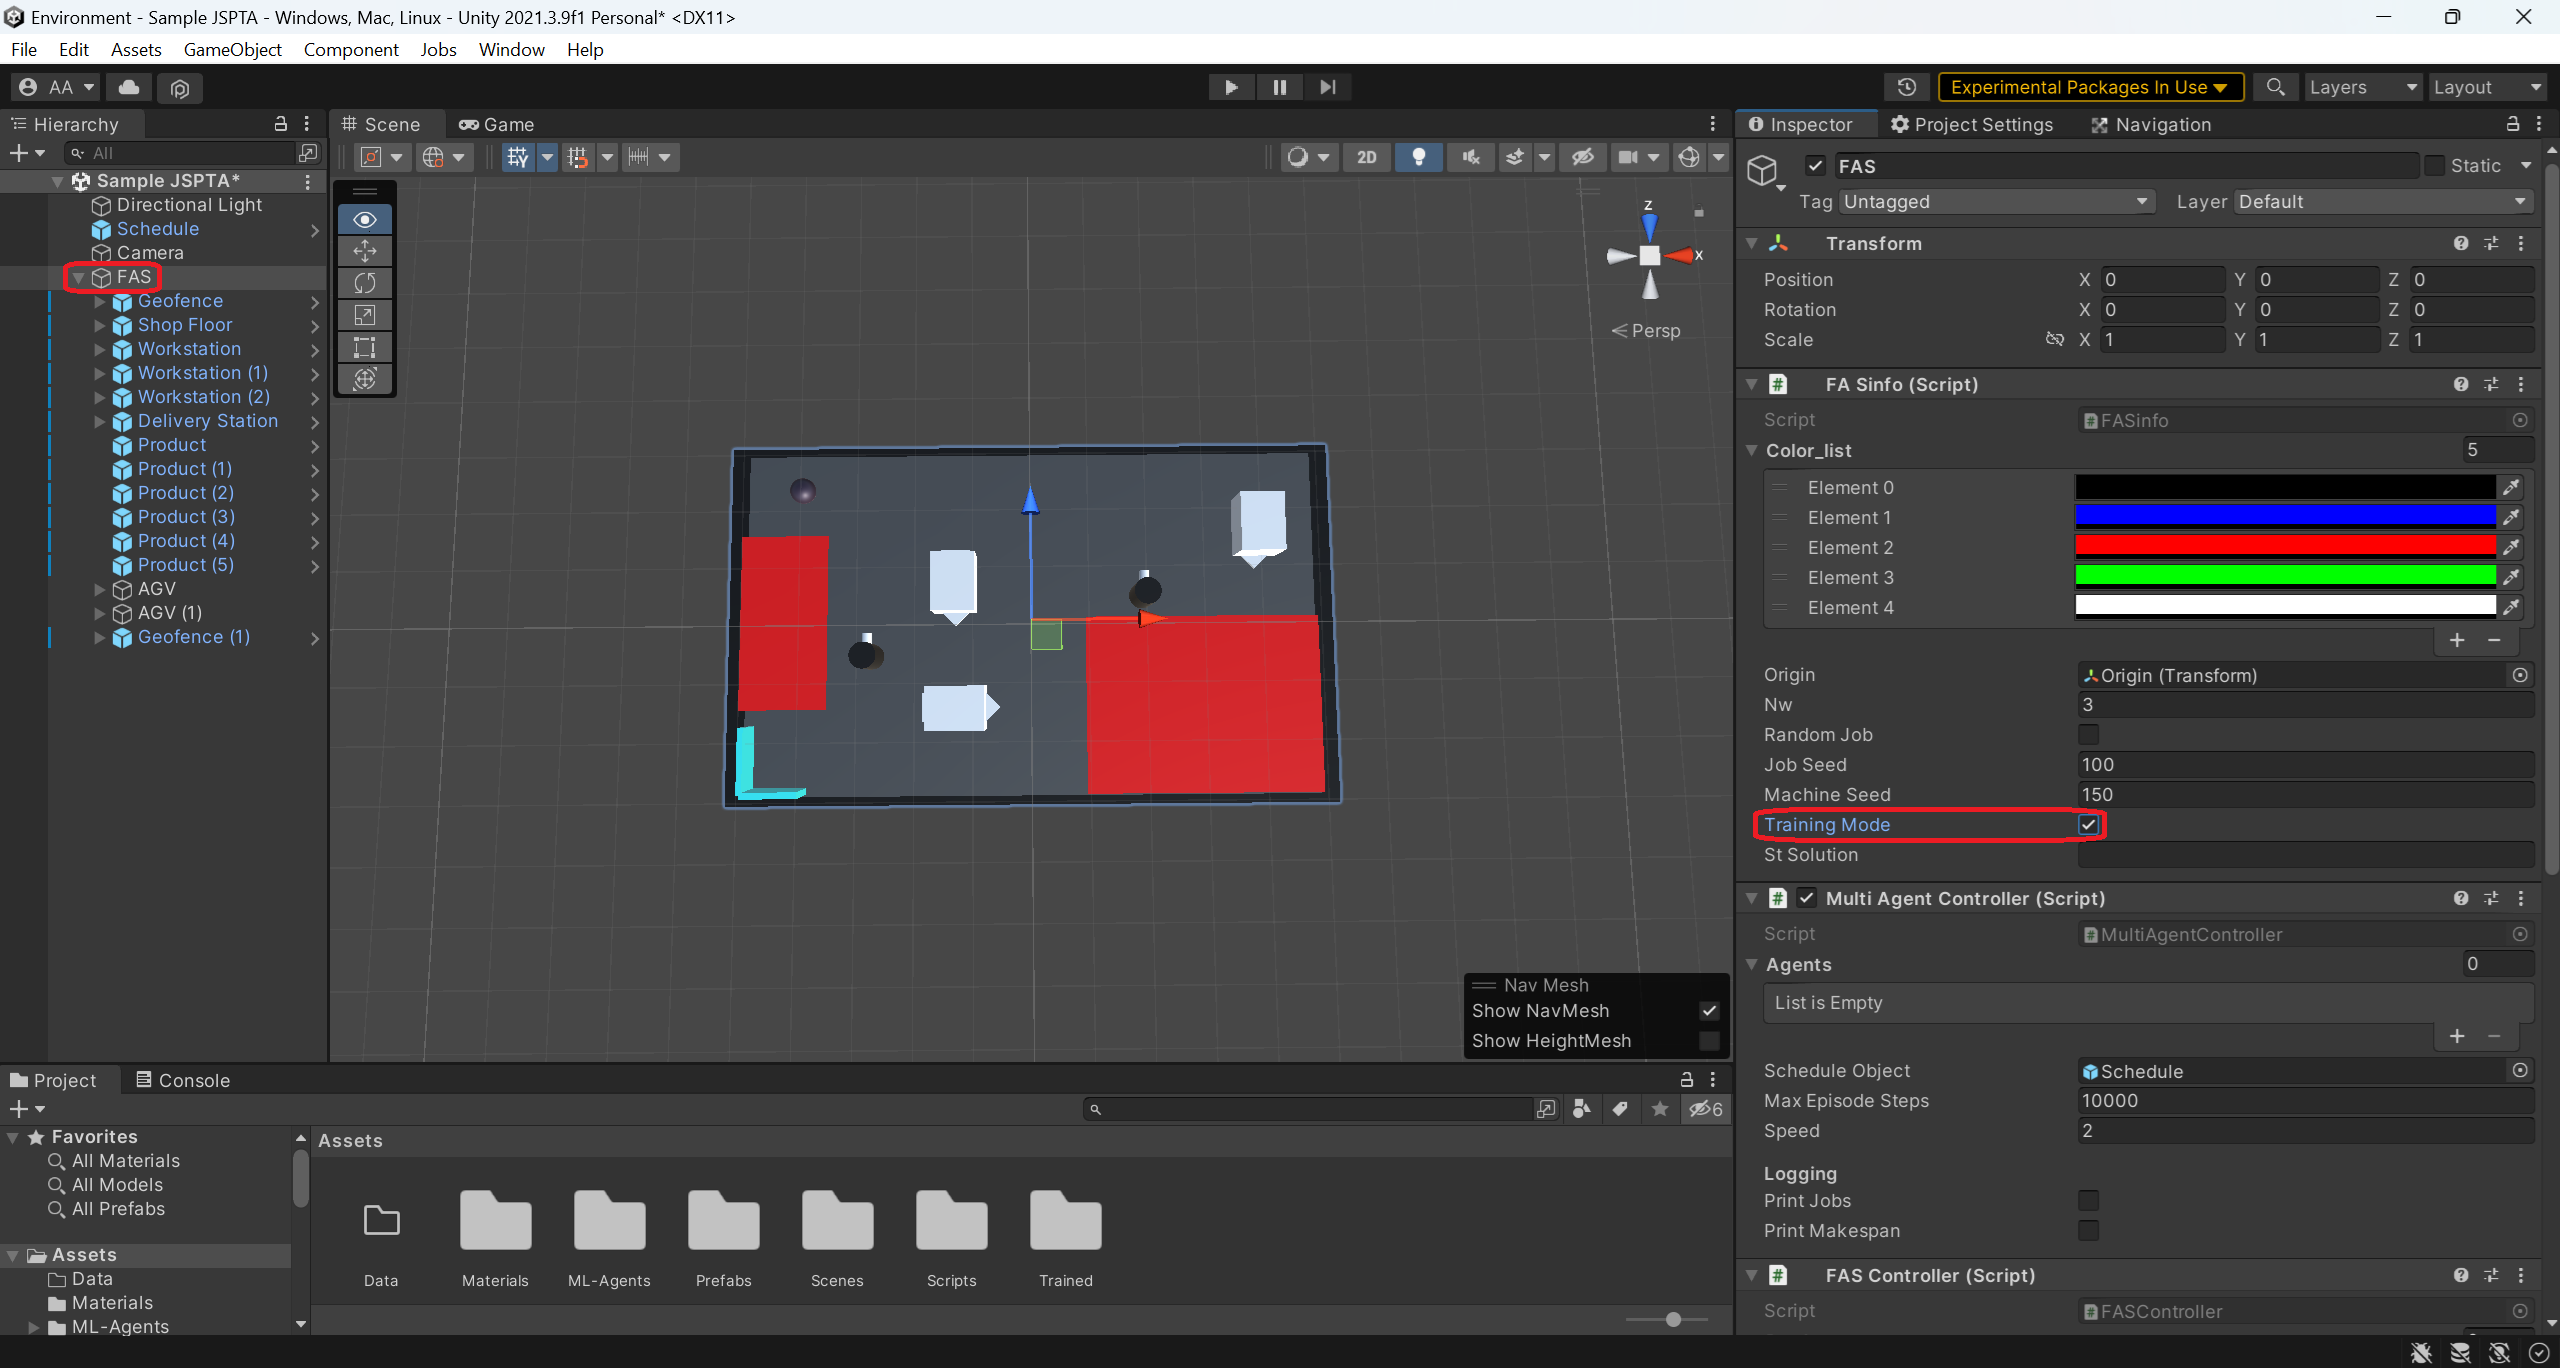 Environment - Sample JSPTA - Windows, Mac, Linux - Unity 2021.3.9f1 Personal* <DX11>
File Edit Assets GameObject Component Jobs Window Help
AA
Experimental Packages In Use
Layers
Layout
Hierarchy
All
Sample JSPTA*
Directional Light
Schedule
Camera
FAS
Geofence
Shop Floor
Workstation
Workstation (1)
Workstation (2)
Delivery Station
Product
Product (1)
Product (2)
Product (3)
Product (4)
Product (5)
AGV
AGV (1)
Geofence (1)
Scene
Game
2D
z
x
Persp
Nav Mesh
Show NavMesh
Show HeightMesh
Inspector
Project Settings
Navigation
FAS
Static
Tag Untagged
Layer Default
Transform
Position X 0 Y 0 Z 0
Rotation X 0 Y 0 Z 0
Scale X 1 Y 1 Z 1
FA Sinfo (Script)
Script FASinfo
Color_list 5
Element 0
Element 1
Element 2
Element 3
Element 4
Origin Origin (Transform)
Nw 3
Random Job
Job Seed 100
Machine Seed 150
Training Mode
St Solution
Multi Agent Controller (Script)
Script MultiAgentController
Agents 0
List is Empty
Schedule Object Schedule
Max Episode Steps 10000
Speed 2
Logging
Print Jobs
Print Makespan
FAS Controller (Script)
Script FASController
Project
Console
6
Favorites
All Materials
All Models
All Prefabs
Assets
Data
Materials
ML-Agents
Assets
Data
Materials
ML-Agents
Prefabs
Scenes
Scripts
Trained